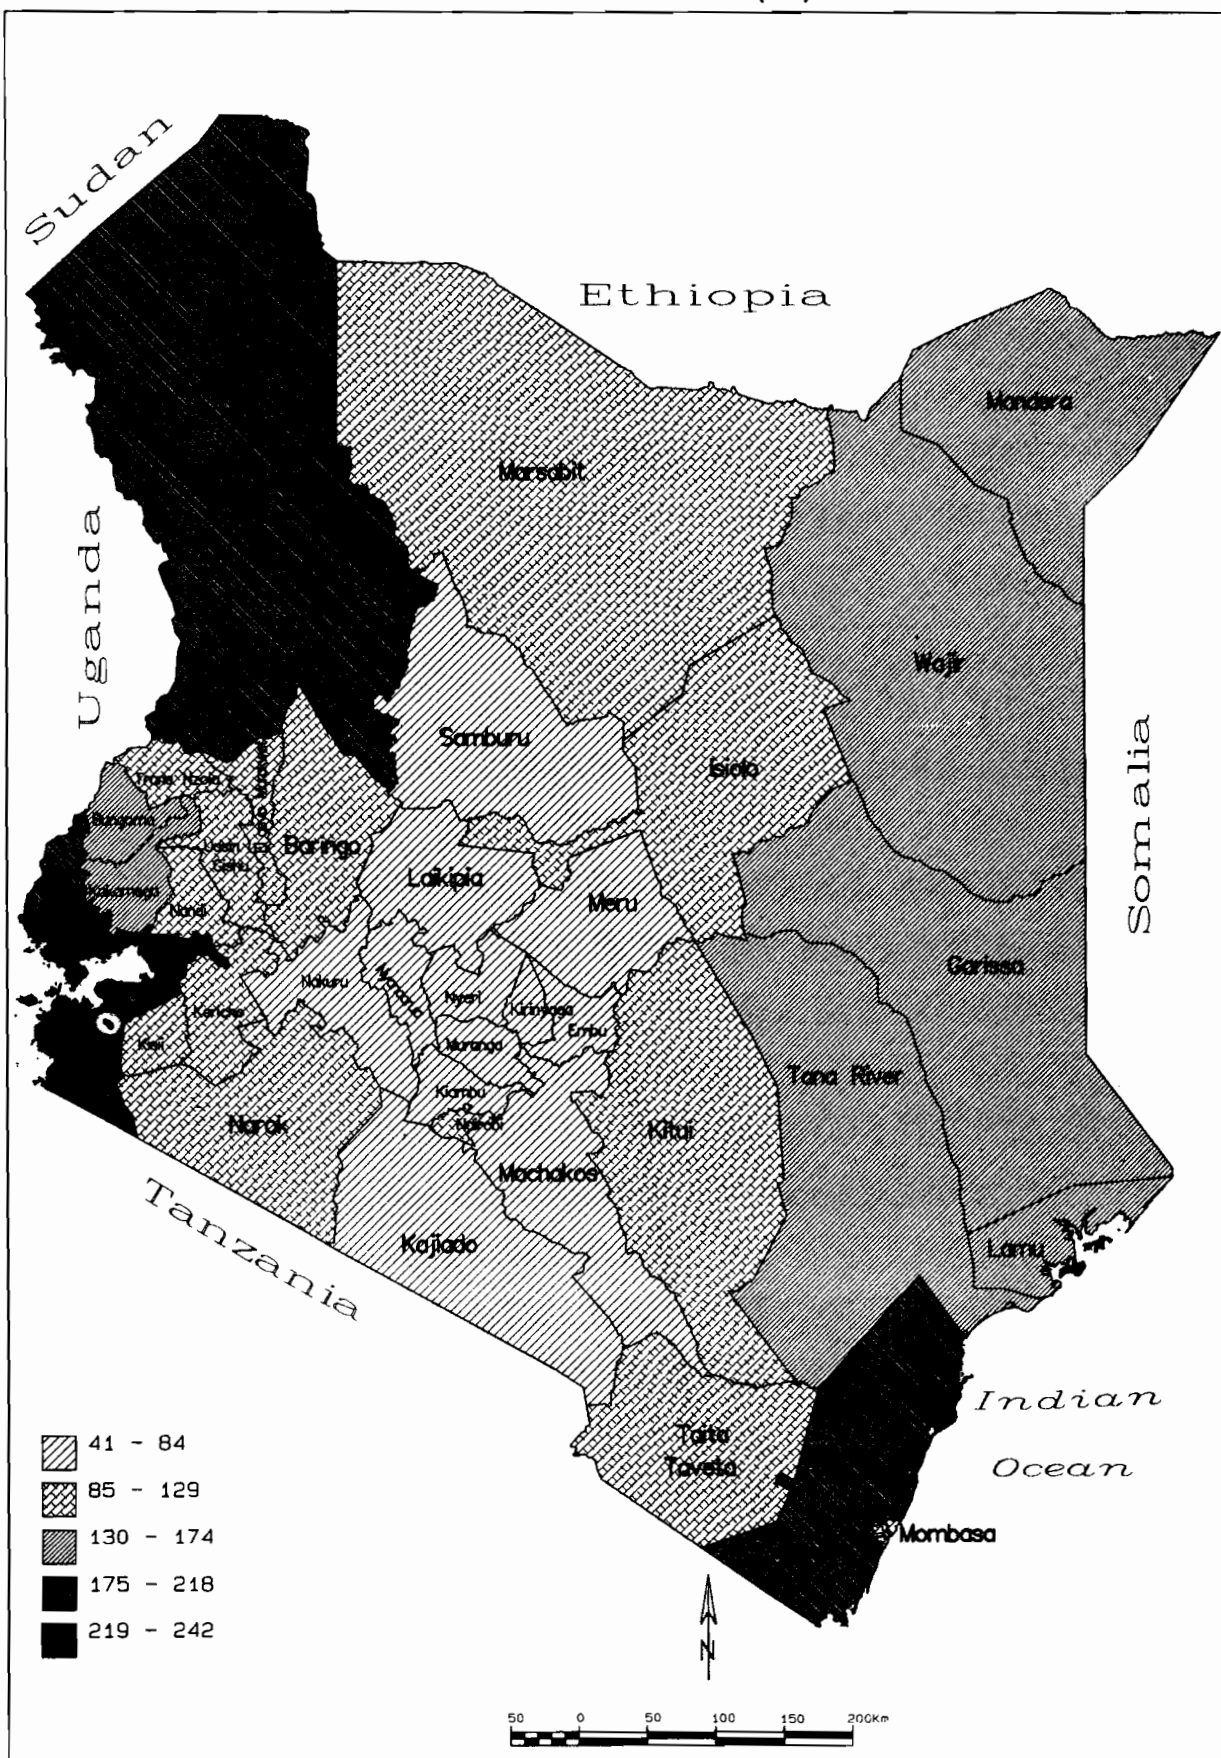 Sudan
Ethiopia
Mandera
Marsabit
Uganda
Wajir
Somalia
Samburu
Isiolo
Trans Nzoia
Bungoma
Uasin
Gishu
Baringo
Laikipia
Kakamega
Nandi
Meru
Garissa
Nakuru
Nyeri
Kirinyaga
Kericho
Embu
Kisii
Muranga
Tana River
Kiambu
Nairobi
Narok
Kitui
Machakos
Tanzania
Kajiado
Lamu
Indian
Ocean
Taita
Taveta
Mombasa
41 - 84
85 - 129
130 - 174
175 - 218
219 - 242
N
50 0 50 100 150 200Km